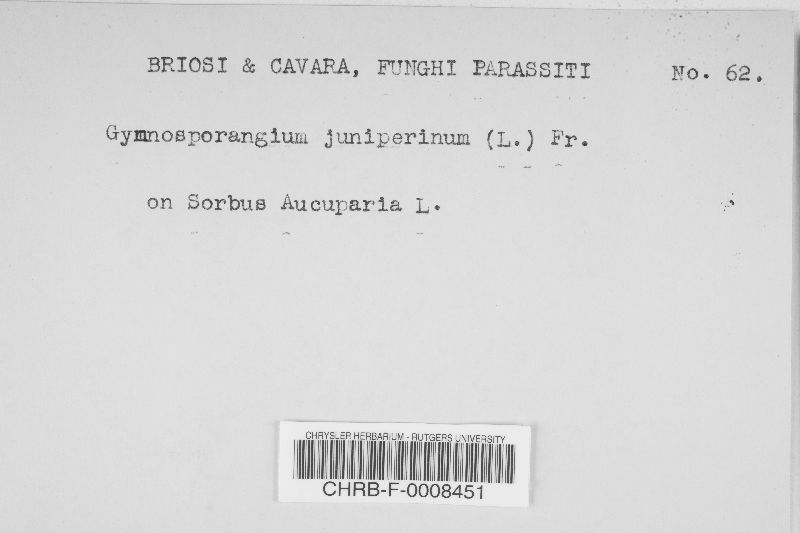 BRIOSI & CAVARA, FUNGHI PARASSITI No. 62.
Gymnosporangium juniperinum (L.) Fr.
on Sorbus Aucuparia L.
CHRYSLER HERBARIUM - RUTGERS UNIVERSITY
CHRB-F-0008451